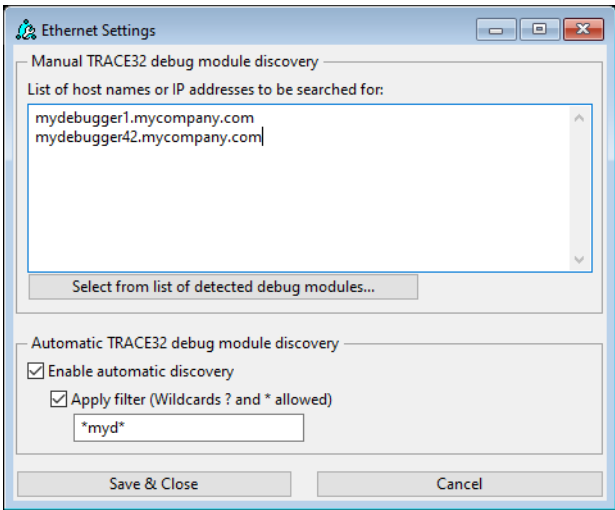 Ethernet Settings
Manual TRACE32 debug module discovery
List of host names or IP addresses to be searched for:
mydebugger1.mycompany.com
mydebugger42.mycompany.com
Select from list of detected debug modules...
Automatic TRACE32 debug module discovery
Enable automatic discovery
Apply filter (Wildcards ? and * allowed)
*myd*
Save & Close Cancel